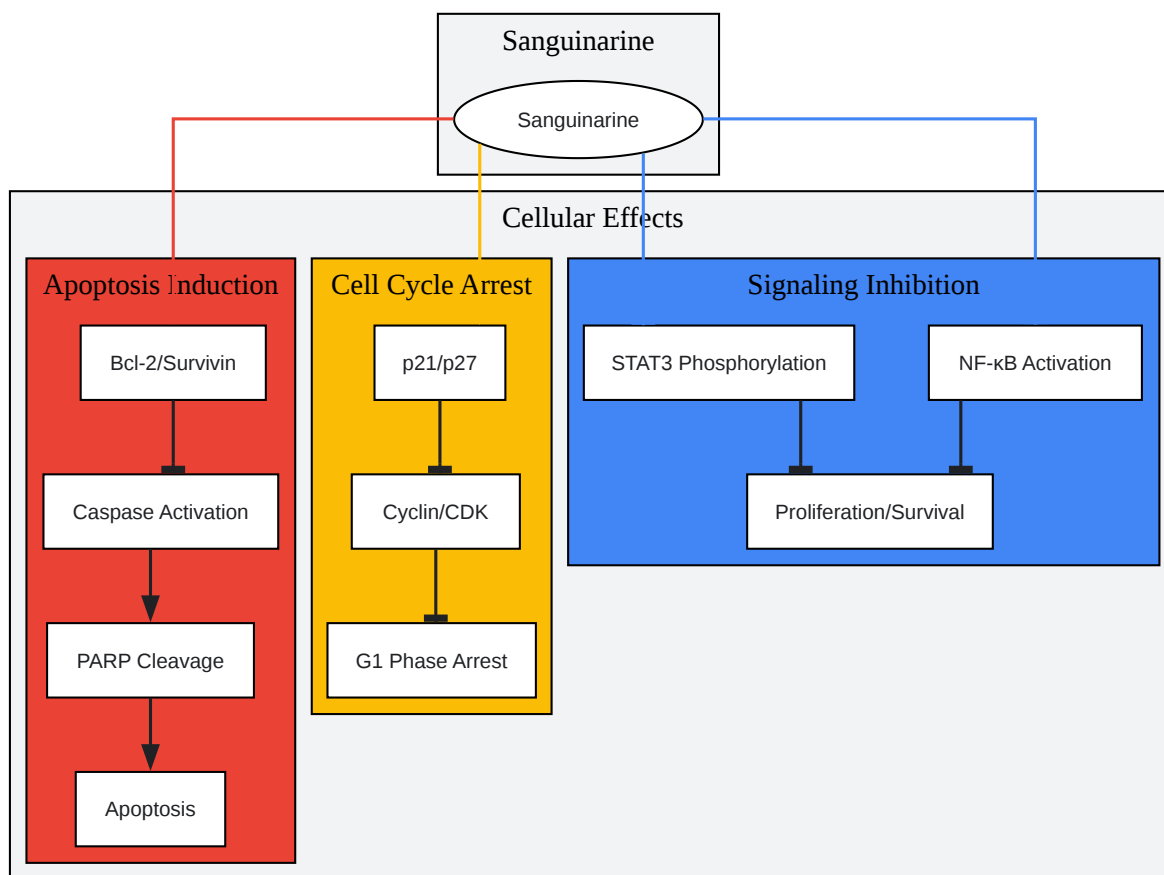 Sanguinarine
Sanguinarine
Cellular Effects
Apoptosis Induction
Bcl-2/Survivin
Caspase Activation
PARP Cleavage
Apoptosis
Cell Cycle Arrest
p21/p27
Cyclin/CDK
G1 Phase Arrest
Signaling Inhibition
STAT3 Phosphorylation
NF-κB Activation
Proliferation/Survival